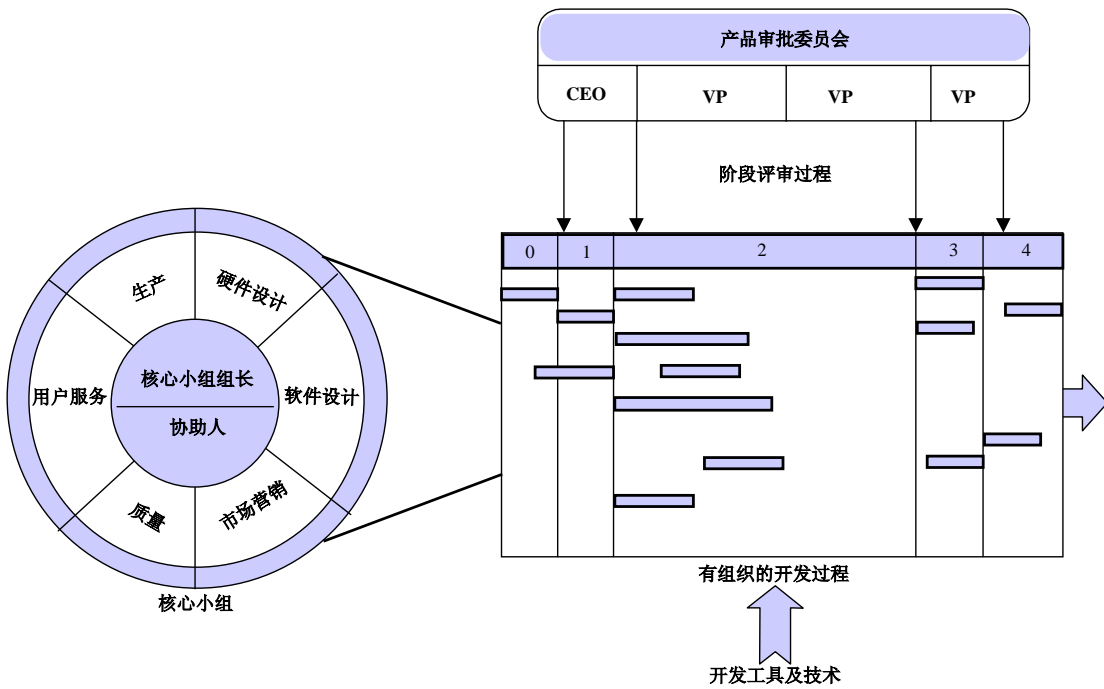 产品审批委员会
CEO VP VP VP
阶段评审过程
0 1 2 3 4
生产 硬件设计
用户服务 核心小组组长 软件设计
协助人
质量 市场营销
核心小组
有组织的开发过程
开发工具及技术